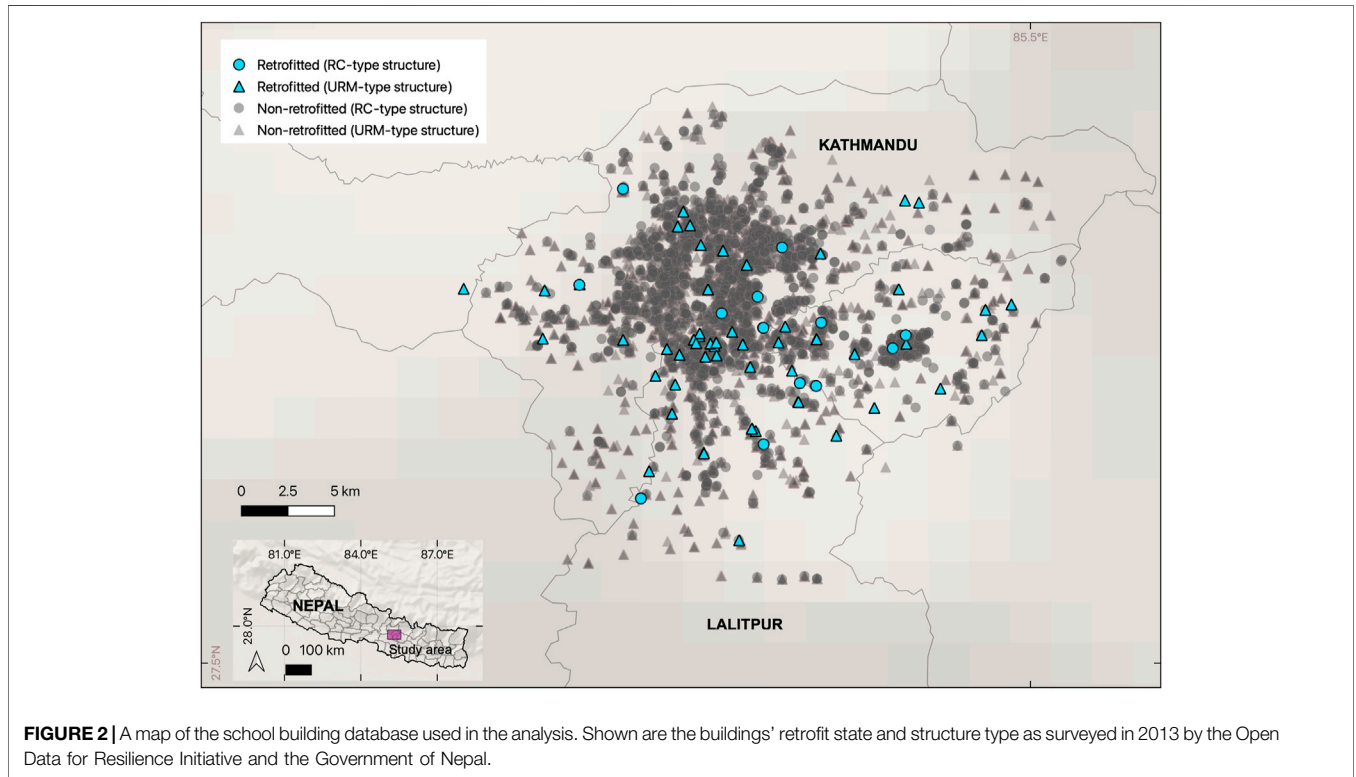 85.5°E
Retrofitted (RC-type structure)
Retrofitted (URM-type structure)
Non-retrofitted (RC-type structure)
Non-retrofitted (URM-type structure)
KATHMANDU
0 2.5 5 km
81.0°E 84.0°E 87.0°E
NEPAL
28.0°N
Study area
0 100 km
27.5°N
LALITPUR
FIGURE 2 | A map of the school building database used in the analysis. Shown are the buildings’ retrofit state and structure type as surveyed in 2013 by the Open
Data for Resilience Initiative and the Government of Nepal.